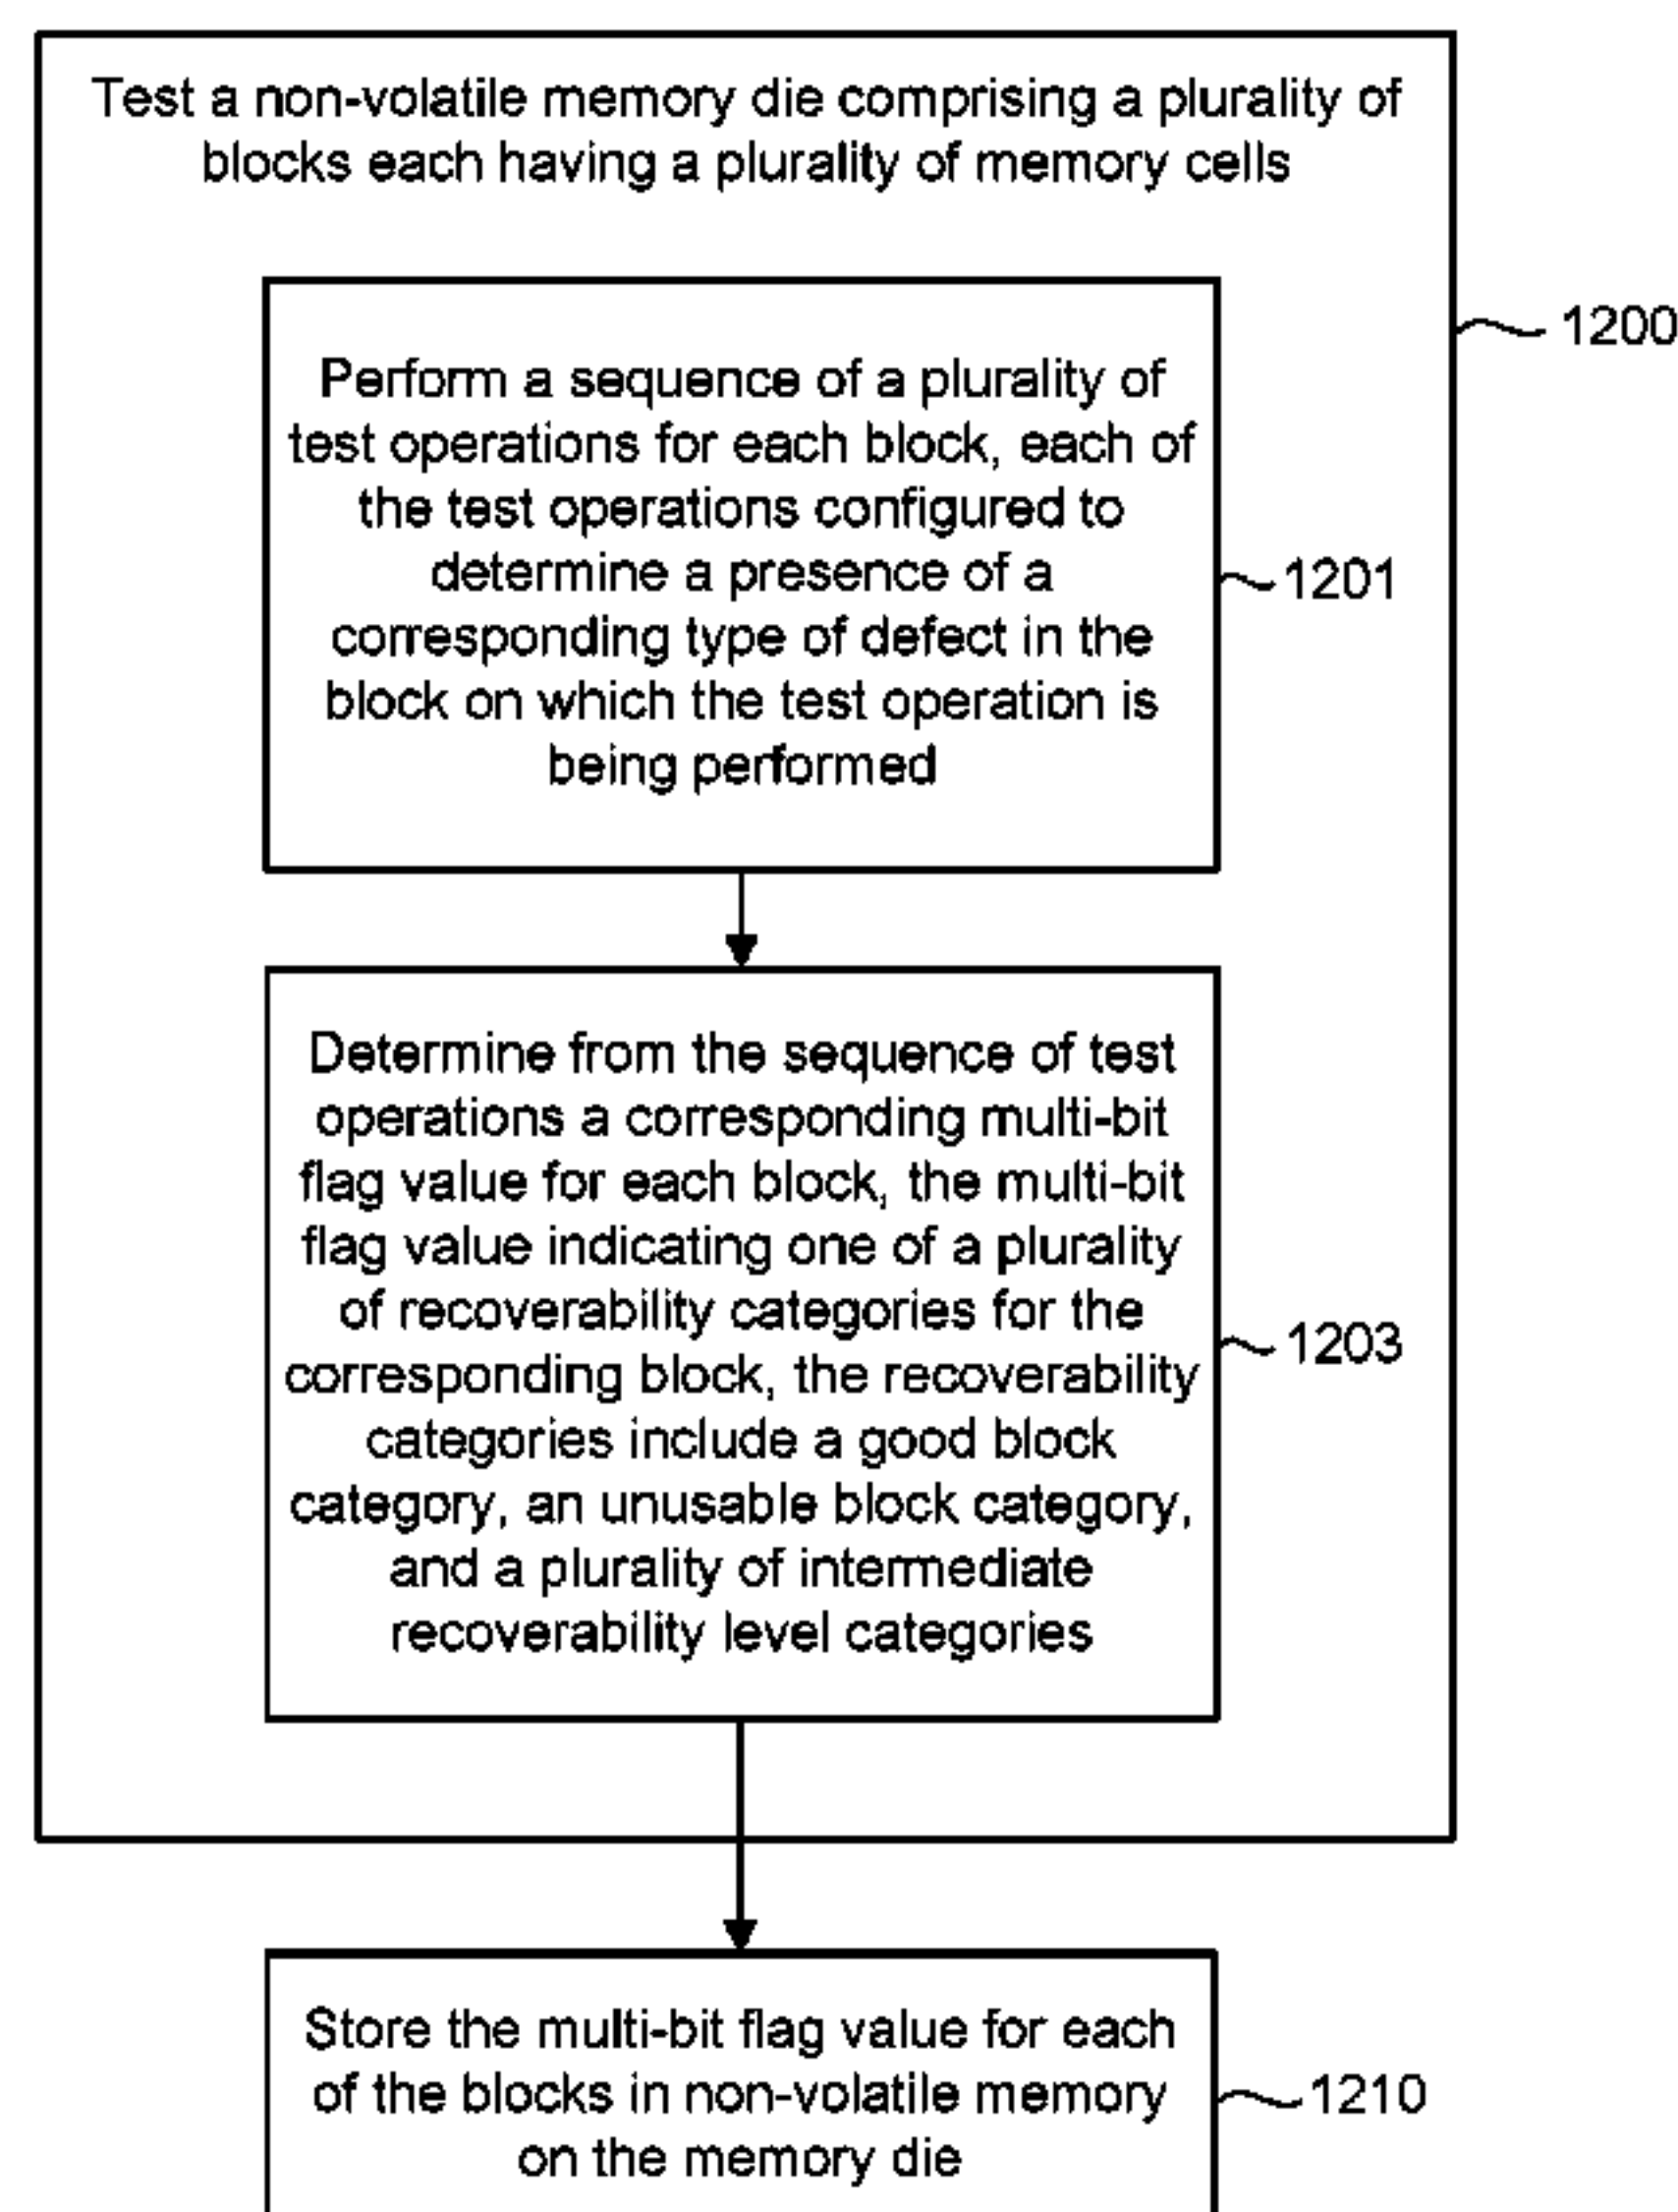 Test a non-volatile memory die comprising a plurality of
blocks each having a plurality of memory cells
1200
Perform a sequence of a plurality of
test operations for each block, each of
the test operations configured to
determine a presence of a
corresponding type of defect in the
block on which the test operation is
being performed
1201
Determine from the sequence of test
operations a corresponding multi-bit
flag value for each block, the multi-bit
flag value indicating one of a plurality
of recoverability categories for the
corresponding block, the recoverability
categories include a good block
category, an unusable block category,
and a plurality of intermediate
recoverability level categories
1203
Store the multi-bit flag value for each
of the blocks in non-volatile memory
on the memory die
1210